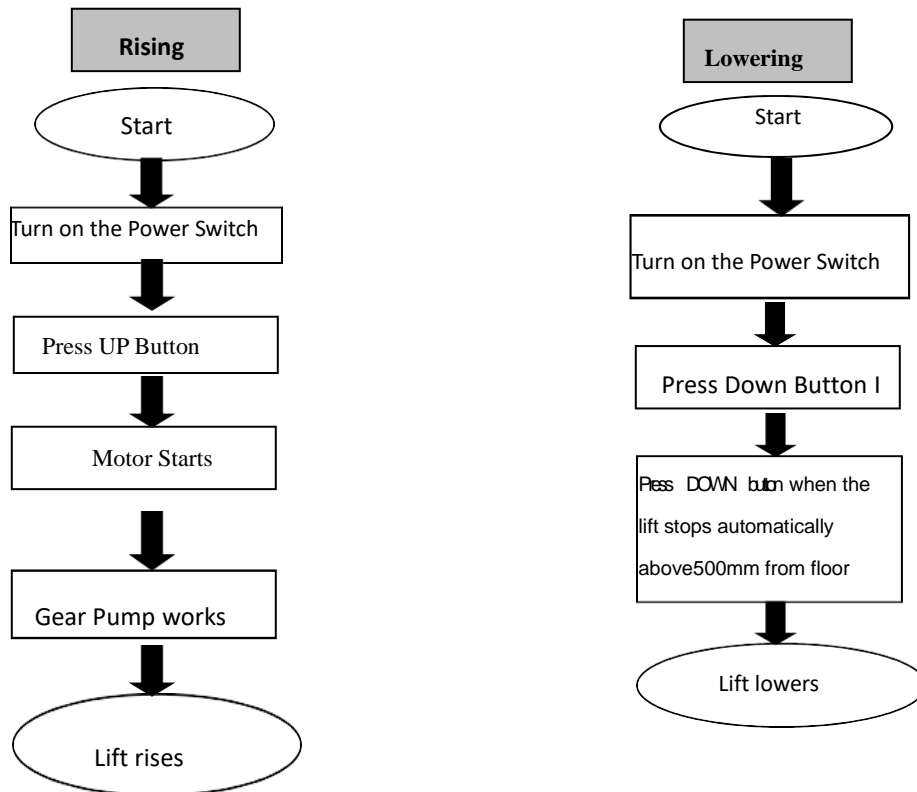 Rising
Start
Turn on the Power Switch
Press UP Button
Motor Starts
Gear Pump works
Lift rises
Lowering
Start
Turn on the Power Switch
Press Down Button I
Press DOWN button when the
lift stops automatically
above500mm from floor
Lift lowers